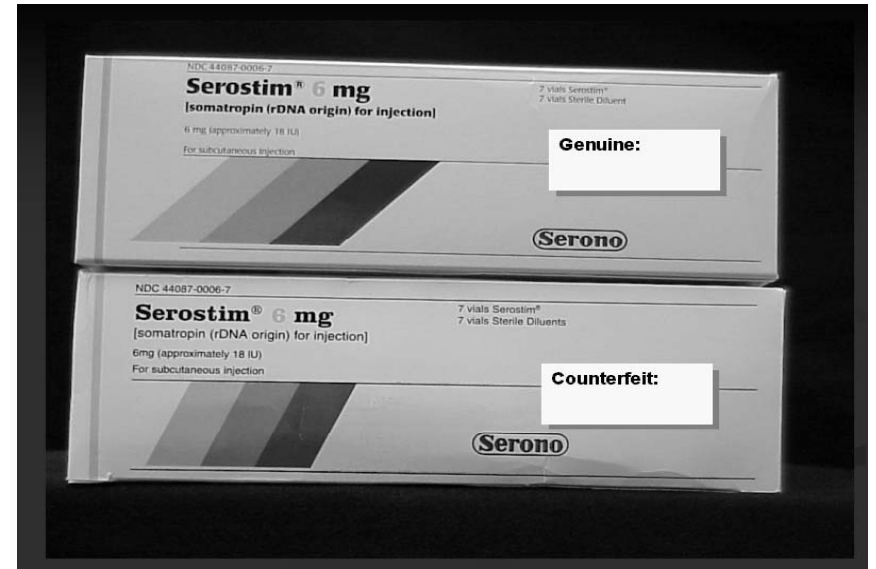 NDC 44087-0006-7
Serostim® 6 mg
[somatropin (rDNA origin) for injection]
6 mg (approximately 18 IU)
For subcutaneous injection
7 vials Serostim®
7 vials Sterile Diluent
Genuine:
Serono
NDC 44087-0006-7
Serostim® 6 mg
[somatropin (rDNA origin) for injection]
6mg (approximately 18 IU)
For subcutaneous injection
7 vials Serostim®
7 vials Sterile Diluents
Counterfeit:
Serono